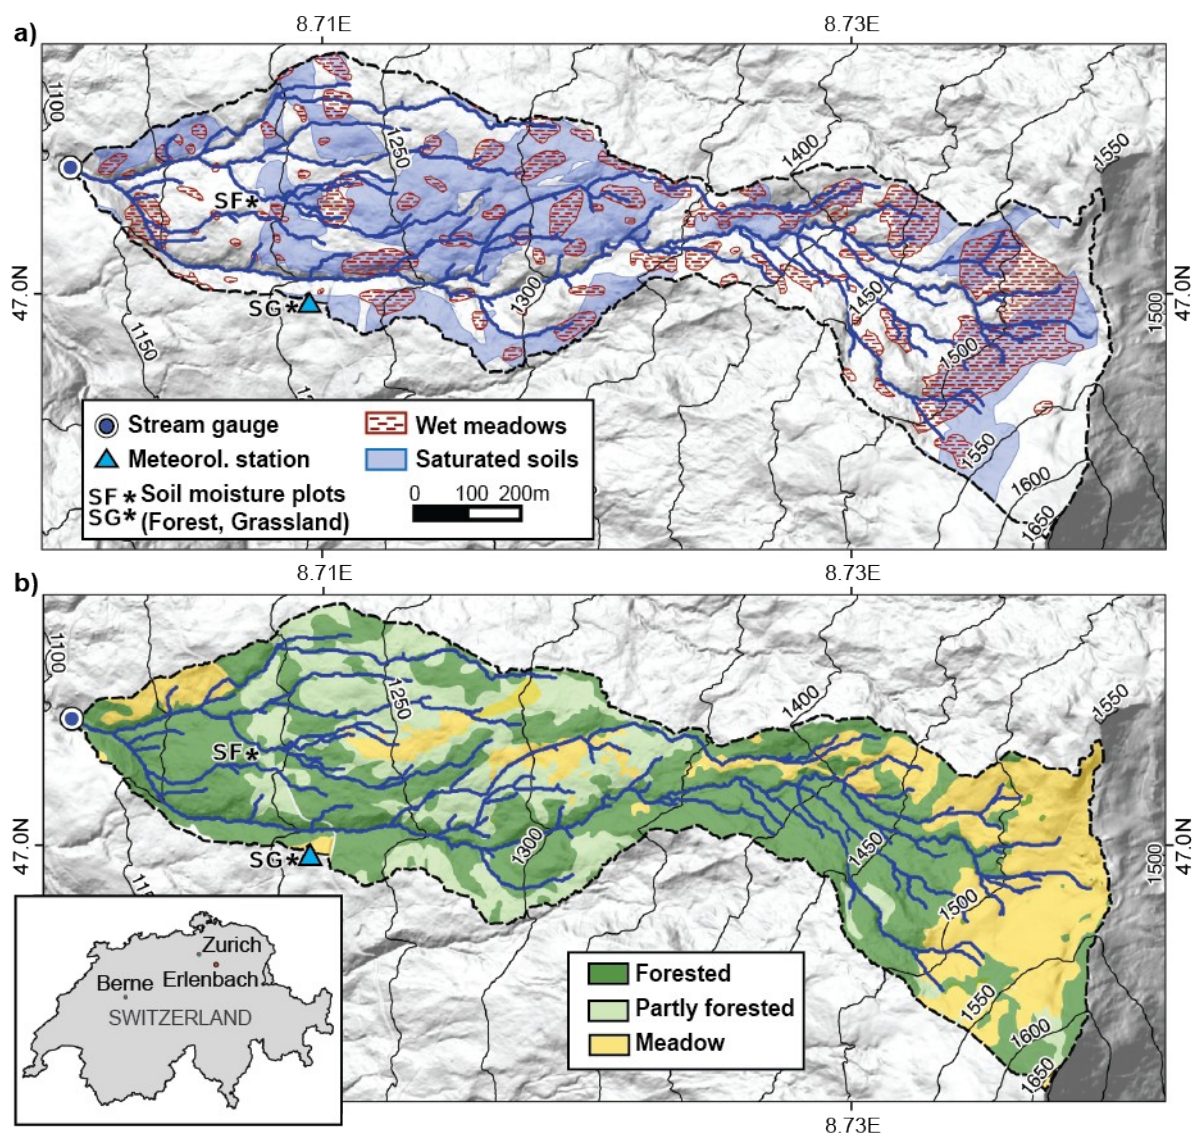 a)
8.71E
8.73E
1100
1250
1400
1550
SF*
47.0N
SG*
1300
1450
1500
47.0N
1150
1500
Stream gauge
Wet meadows
Meteorol. station
Saturated soils
SF* Soil moisture plots
SG* (Forest, Grassland)
0 100 200m
1550
1600
1650
b)
8.71E
8.73E
1100
1250
1400
1550
SF*
47.0N
SG*
1300
1450
1500
47.0N
1500
Zurich
Berne
Erlenbach
SWITZERLAND
Forested
Partly forested
Meadow
1550
1600
1650
8.73E